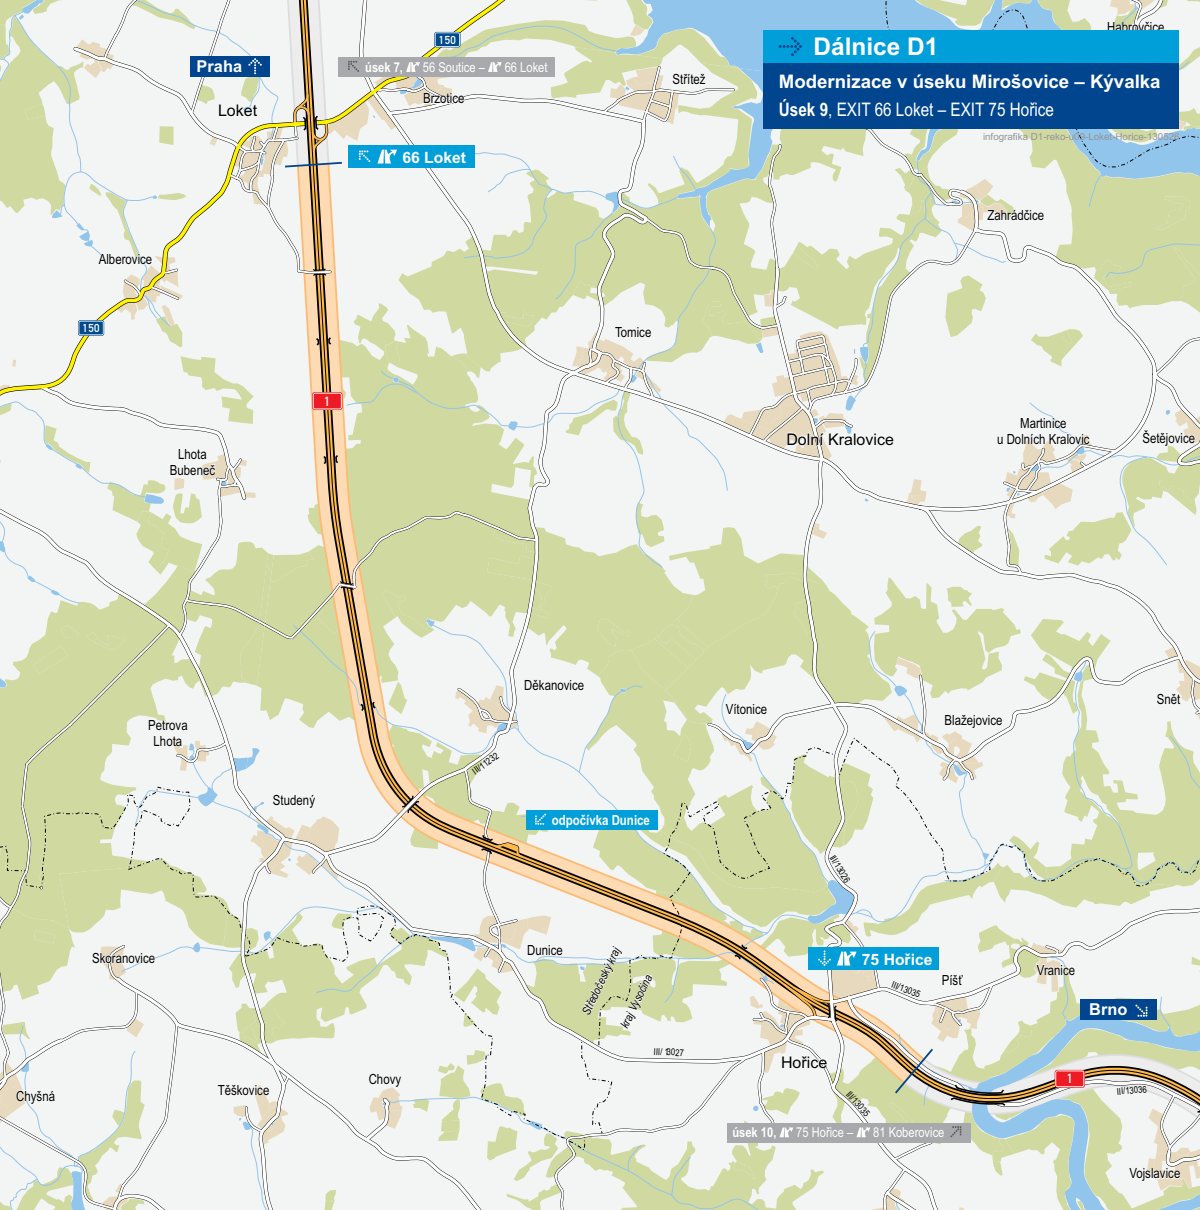 Habrovčice
Dálnice D1
Modernizace v úseku Mirošovice – Kývalka
Úsek 9, EXIT 66 Loket – EXIT 75 Hořice
150
Praha
úsek 7, 56 Soutice – 66 Loket
Střítež
Brzotice
Loket
66 Loket
Zahrádčice
Alberovice
150
Tomice
1
Martinice
u Dolních Kralovic
Dolní Kralovice
Šetějovice
Lhota
Bubeneč
Děkanovice
Snět
Vítonice
Blažejovice
Petrova
Lhota
III/11232
Studený
odpočívka Dunice
III/13026
Dunice
75 Hořice
Skoranovice
Vranice
Píšť
III/13035
Středočeský kraj
kraj Vysočina
Brno
III/13027
Hořice
Chovy
1
Těškovice
III/13036
Chyšná
III/13035
úsek 10, 75 Hořice – 81 Koberovice
Vojslavice